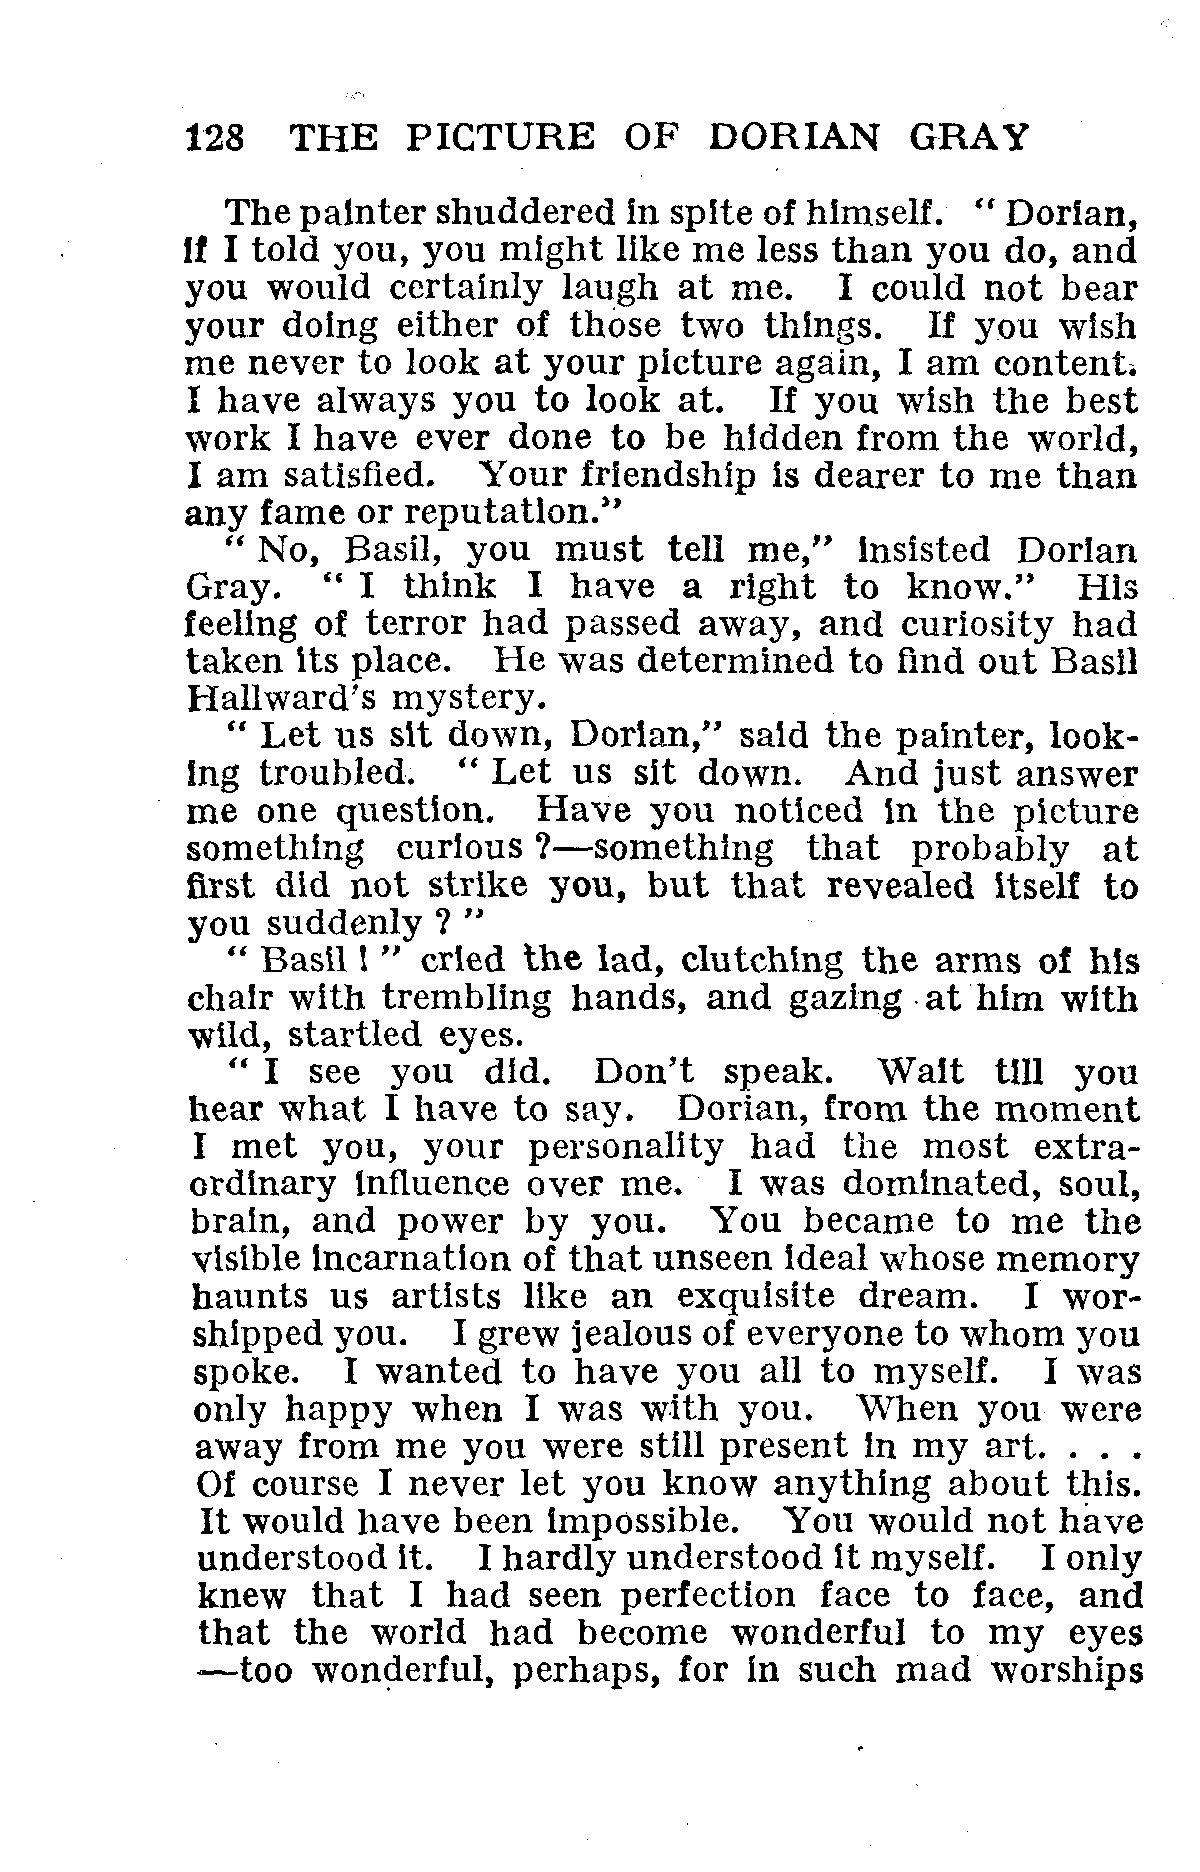 128 THE PICTURE OF DORIAN GRAY
The painter shuddered in spite of himself. “ Dorian,
if I told you, you might like me less than you do, and
you would certainly laugh at me. I could not bear
your doing either of those two things. If you wish
me never to look at your picture again, I am content.
I have always you to look at. If you wish the best
work I have ever done to be hidden from the world,
I am satisfied. Your friendship is dearer to me than
any fame or reputation.”
“ No, Basil, you must tell me,” insisted Dorian
Gray. “ I think I have a right to know.” His
feeling of terror had passed away, and curiosity had
taken its place. He was determined to find out Basil
Hallward’s mystery.
“ Let us sit down, Dorian,” said the painter, look-
ing troubled. “ Let us sit down. And just answer
me one question. Have you noticed in the picture
something curious ?—something that probably at
first did not strike you, but that revealed itself to
you suddenly ? ”
“ Basil ! ” cried the lad, clutching the arms of his
chair with trembling hands, and gazing at him with
wild, startled eyes.
“ I see you did. Don’t speak. Wait till you
hear what I have to say. Dorian, from the moment
I met you, your personality had the most extra-
ordinary influence over me. I was dominated, soul,
brain, and power by you. You became to me the
visible incarnation of that unseen ideal whose memory
haunts us artists like an exquisite dream. I wor-
shipped you. I grew jealous of everyone to whom you
spoke. I wanted to have you all to myself. I was
only happy when I was with you. When you were
away from me you were still present in my art. . . .
Of course I never let you know anything about this.
It would have been impossible. You would not have
understood it. I hardly understood it myself. I only
knew that I had seen perfection face to face, and
that the world had become wonderful to my eyes
—too wonderful, perhaps, for in such mad worships